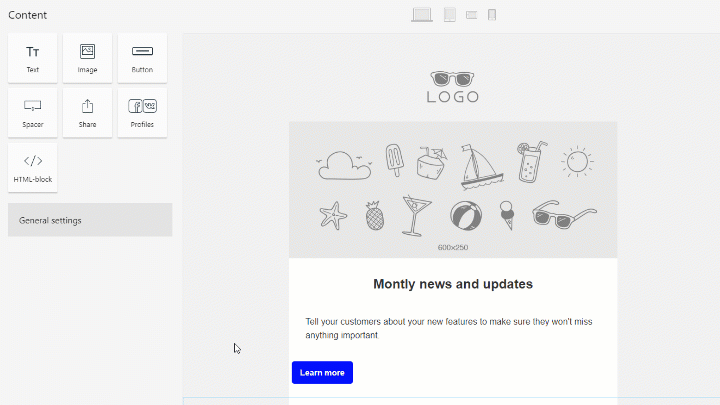 Content
Text
Image
Button
Spacer
Share
Profiles
HTML-block
General settings
LOGO
600x250
Montly news and updates
Tell your customers about your new features to make sure they won't miss
anything important
Learn more